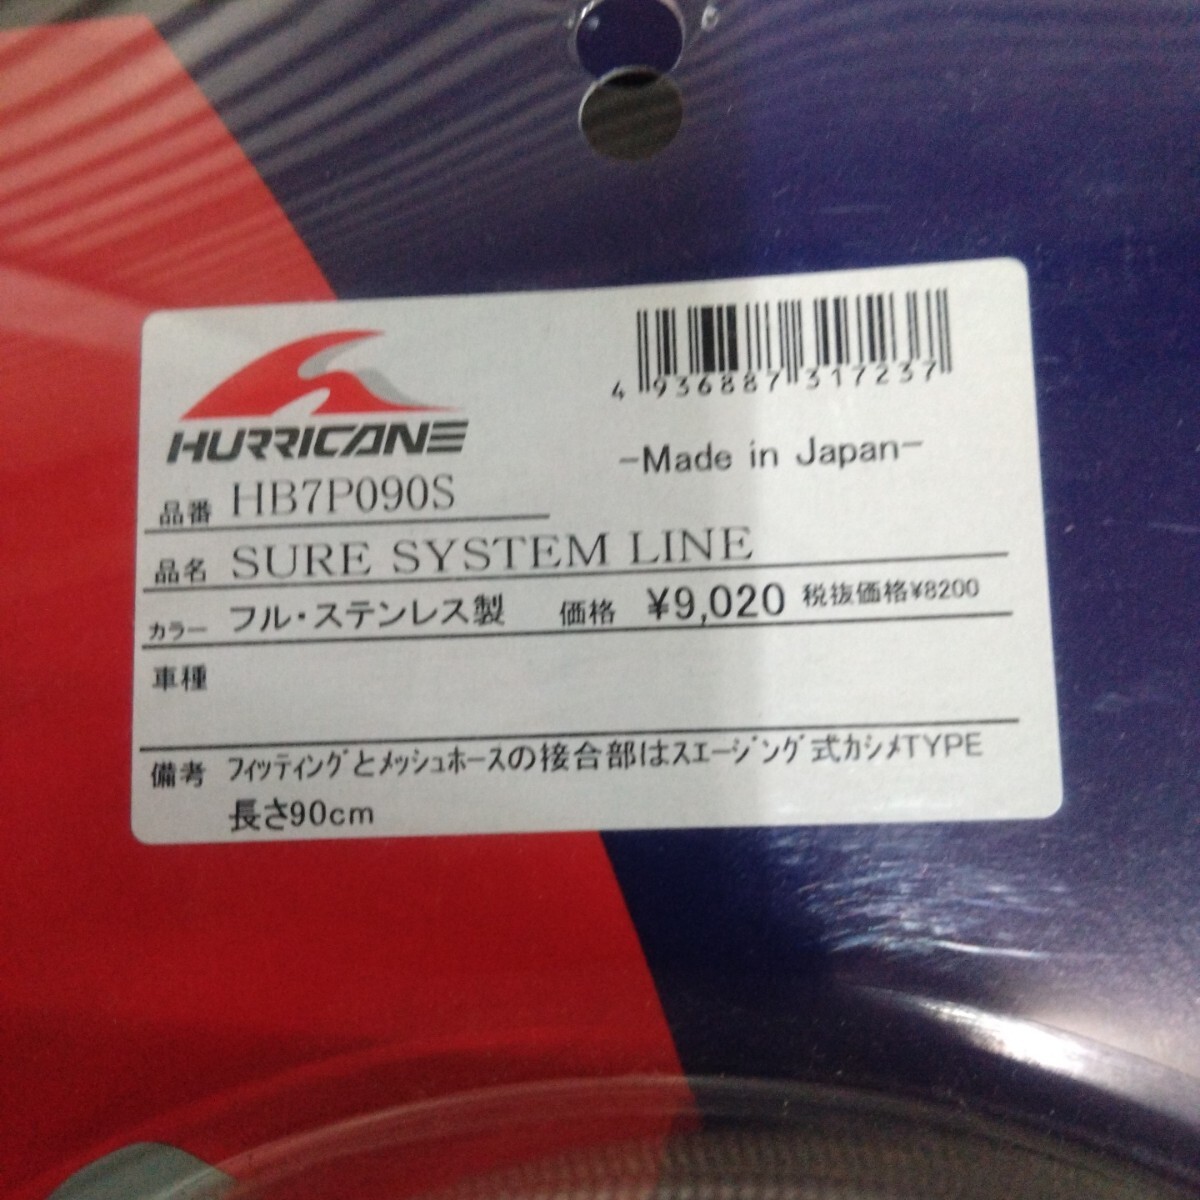 HURRICANE
4 936887 317237
-Made in Japan-
品番 HB7P090S
品名 SURE SYSTEM LINE
カラー フル・ステンレス製 価格 ¥9,020 税抜価格¥8200
車種
備考 ﾌｨｯﾃｨﾝｸﾞとﾒｯｼｭﾎｰｽの接合部はｽｴｰｼﾞﾝｸﾞ式ｶｼﾒTYPE
長さ90cm